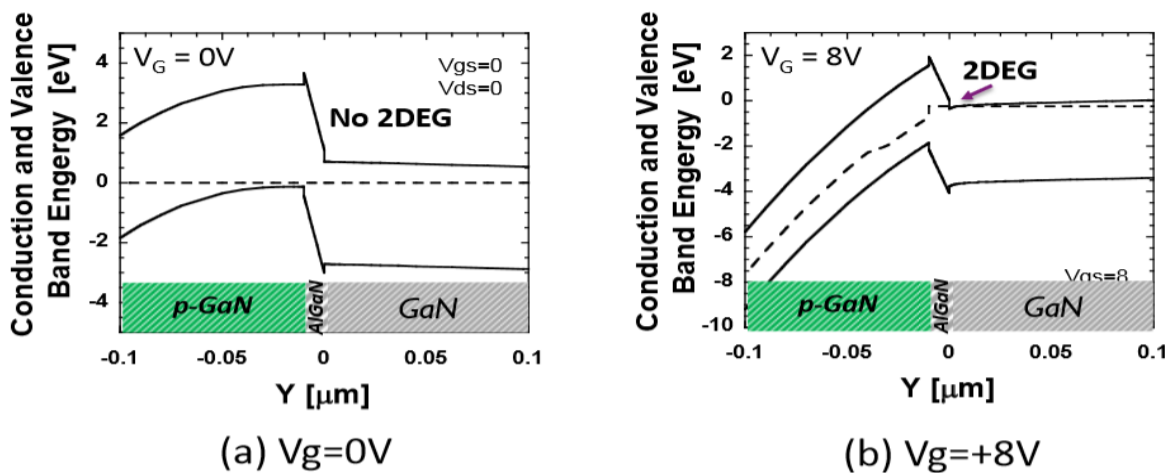 Conduction and Valence
Band Engergy [eV]
V_G = 0V
Vgs=0
Vds=0
No 2DEG
4
2
0
-2
-4
p-GaN
AlGaN
GaN
-0.1
-0.05
0
0.05
0.1
Y [μm]
(a) Vg=0V
Conduction and Valence
Band Engergy [eV]
V_G = 8V
2DEG
2
0
-2
-4
-6
-8
-10
Vgs=8
p-GaN
AlGaN
GaN
-0.1
-0.05
0
0.05
0.1
Y [μm]
(b) Vg=+8V